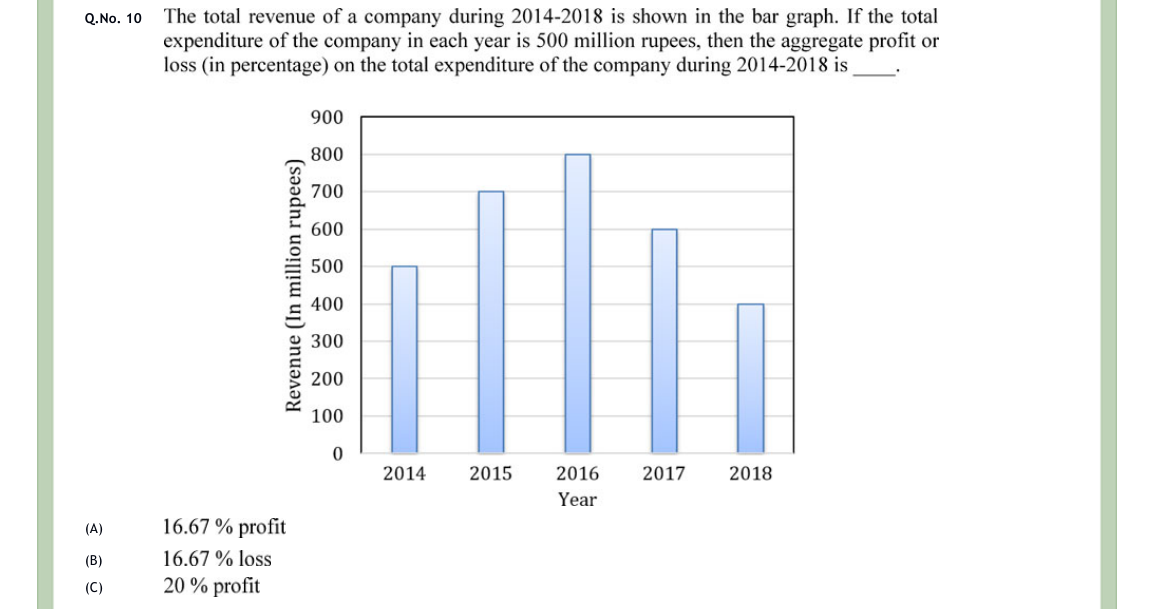 Q.No. 10 The total revenue of a company during 2014-2018 is shown in the bar graph. If the total
expenditure of the company in each year is 500 million rupees, then the aggregate profit or
loss (in percentage) on the total expenditure of the company during 2014-2018 is ____.
Revenue (In million rupees)
900
800
700
600
500
400
300
200
100
0
2014 2015 2016 2017 2018
Year
(A) 16.67 % profit
(B) 16.67 % loss
(C) 20 % profit